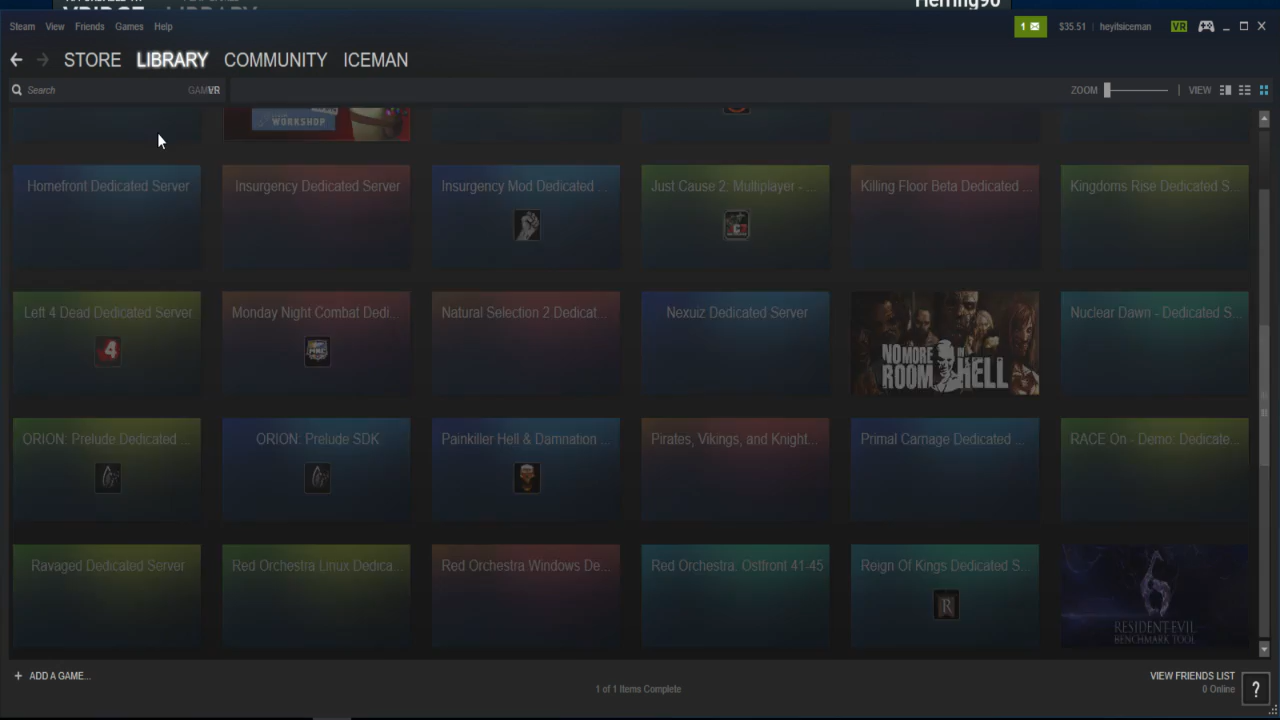 Herring90
Steam View Friends Games Help
1 $35.51 heyitsiceman VR
STORE LIBRARY COMMUNITY ICEMAN
Search VR ZOOM VIEW
WORKSHOP
Homefront Dedicated Server
Insurgency Dedicated Server
Insurgency Mod Dedicated ...
Just Cause 2: Multiplayer - ...
Killing Floor Beta Dedicated ...
Kingdoms Rise Dedicated S...
Left 4 Dead Dedicated Server
Monday Night Combat Dedi...
Natural Selection 2 Dedicat...
Nexuiz Dedicated Server
NO MORE ROOM IN HELL
Nuclear Dawn - Dedicated S...
4
MNC
ORION: Prelude Dedicated ...
ORION: Prelude SDK
Painkiller Hell & Damnation ...
Pirates, Vikings, and Knight...
Primal Carnage Dedicated ...
RACE On - Demo: Dedicate...
Ravaged Dedicated Server
Red Orchestra Linux Dedica...
Red Orchestra Windows De...
Red Orchestra: Ostfront 41-45
Reign Of Kings Dedicated S...
R
6
RESIDENT EVIL
BENCHMARK TOOL
+ ADD A GAME...
1 of 1 Items Complete
VIEW FRIENDS LIST
0 Online
?